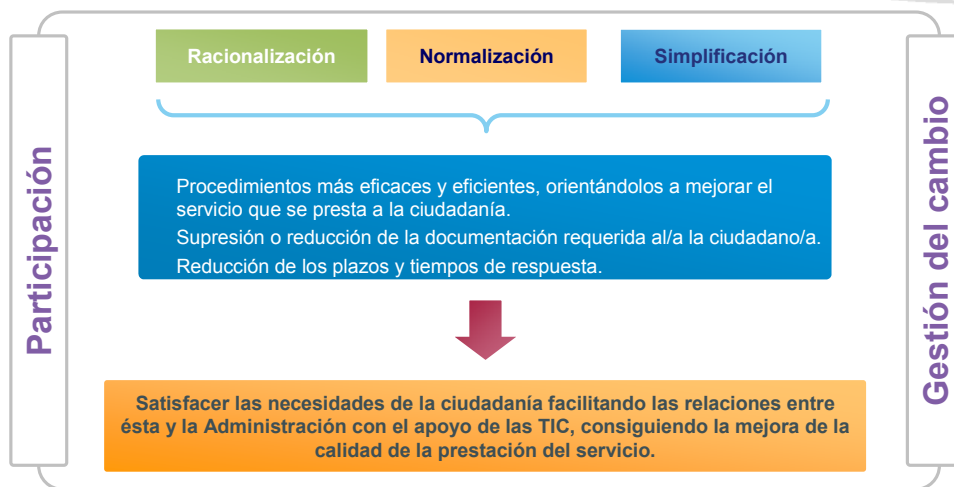 Participación
Racionalización
Normalización
Simplificación
Procedimientos más eficaces y eficientes, orientándolos a mejorar el
servicio que se presta a la ciudadanía.
Supresión o reducción de la documentación requerida al/a la ciudadano/a.
Reducción de los plazos y tiempos de respuesta.
Satisfacer las necesidades de la ciudadanía facilitando las relaciones entre
ésta y la Administración con el apoyo de las TIC, consiguiendo la mejora de la
calidad de la prestación del servicio.
Gestión del cambio